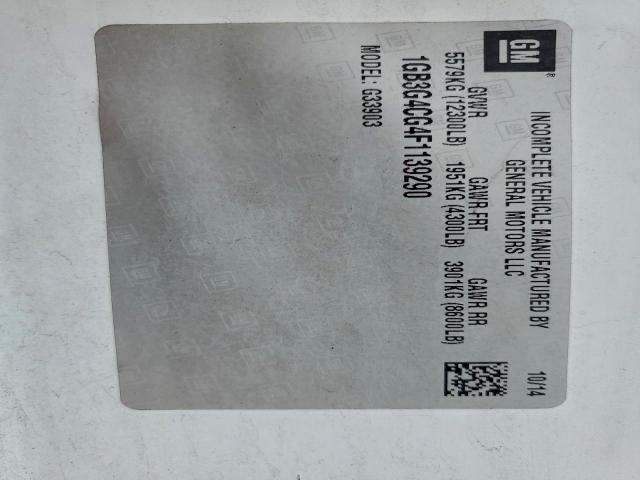 GM®
INCOMPLETE VEHICLE MANUFACTURED BY 10/14
GENERAL MOTORS LLC
GVWR GAWR FRT GAWR RR
5579KG (12300LB) 1951KG (4300LB) 3901KG (8600LB)
1GB3G4CG4F1139290
MODEL: G33903